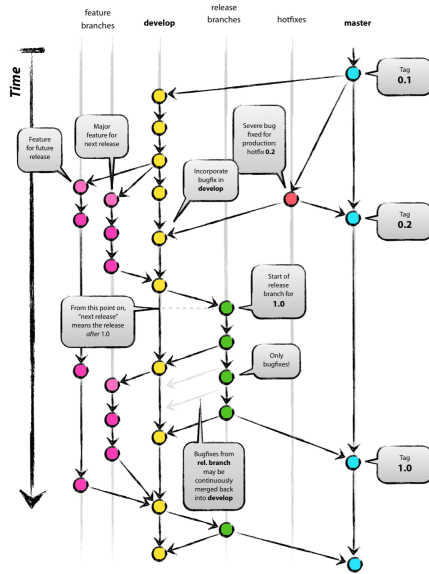 feature
branches
develop
release
branches
hotfixes
master
Time
Tag
0.1
Feature
for future
release
Major
feature for
next release
Severe bug
fixed for
production:
hotfix 0.2
Incorporate
bugfix in
develop
Tag
0.2
Start of
release
branch for
1.0
From this point on,
“next release”
means the release
after 1.0
Only
bugfixes!
Bugfixes from
rel. branch
may be
continuously
merged back
into develop
Tag
1.0